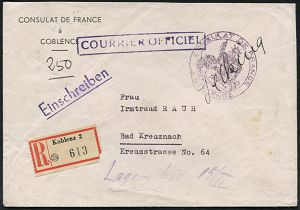 CONSULAT DE FRANCE
à
COBLENCE
COURRIER OFFICIEL
250
Einschreiben
Frau
Irmtraud RAUH
Bad Kreuznach
Kreuzstrasse No. 64
R
Koblenz 2
613